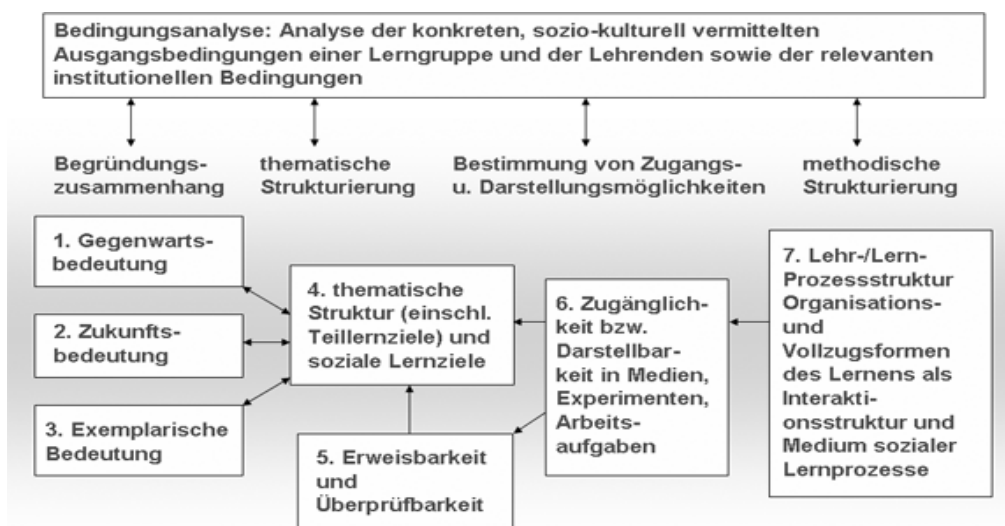 Bedingungsanalyse: Analyse der konkreten, sozio-kulturell vermittelten
Ausgangsbedingungen einer Lerngruppe und der Lehrenden sowie der relevanten
institutionellen Bedingungen
Begründungs-
zusammenhang
thematische
Strukturierung
Bestimmung von Zugangs-
u. Darstellungsmöglichkeiten
methodische
Strukturierung
1. Gegenwarts-
bedeutung
2. Zukunfts-
bedeutung
3. Exemplarische
Bedeutung
4. thematische
Struktur (einschl.
Teillernziele) und
soziale Lernziele
5. Erweisbarkeit
und
Überprüfbarkeit
6. Zugänglich-
keit bzw.
Darstellbar-
keit in Medien,
Experimenten,
Arbeits-
aufgaben
7. Lehr-/Lern-
Prozessstruktur
Organisations-
und
Vollzugsformen
des Lernens als
Interakti-
onsstruktur und
Medium sozialer
Lernprozesse